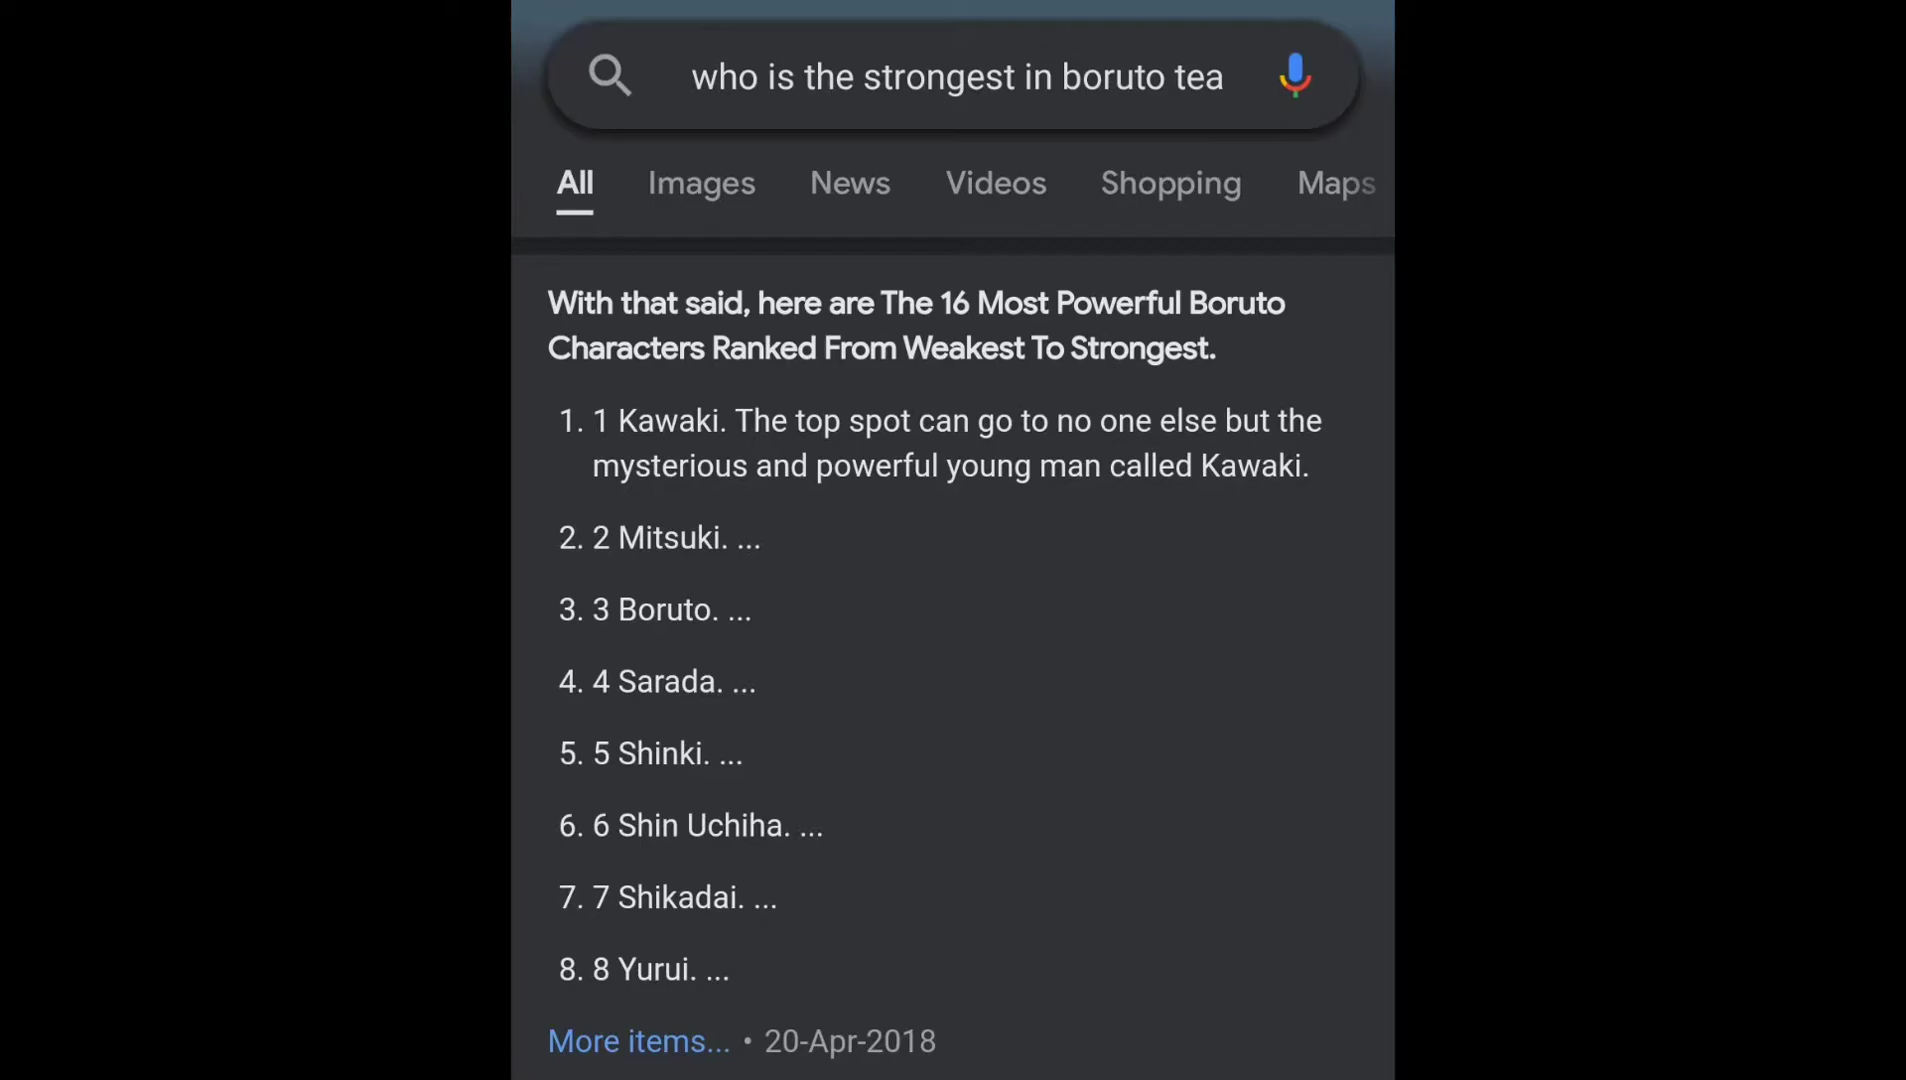 who is the strongest in boruto tea
All Images News Videos Shopping Maps
With that said, here are The 16 Most Powerful Boruto
Characters Ranked From Weakest To Strongest.
1. 1 Kawaki. The top spot can go to no one else but the
mysterious and powerful young man called Kawaki.
2. 2 Mitsuki. ...
3. 3 Boruto. ...
4. 4 Sarada. ...
5. 5 Shinki. ...
6. 6 Shin Uchiha. ...
7. 7 Shikadai. ...
8. 8 Yurui. ...
More items... • 20-Apr-2018